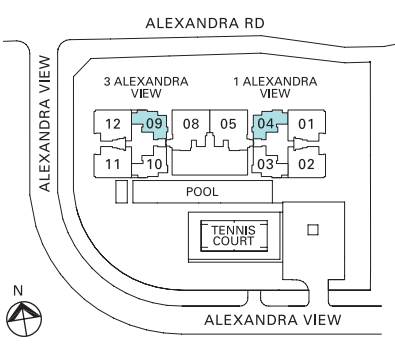 ALEXANDRA RD
ALEXANDRA VIEW
3 ALEXANDRA
VIEW
1 ALEXANDRA
VIEW
12
09
08
05
04
01
11
10
03
02
POOL
TENNIS
COURT
N
ALEXANDRA VIEW